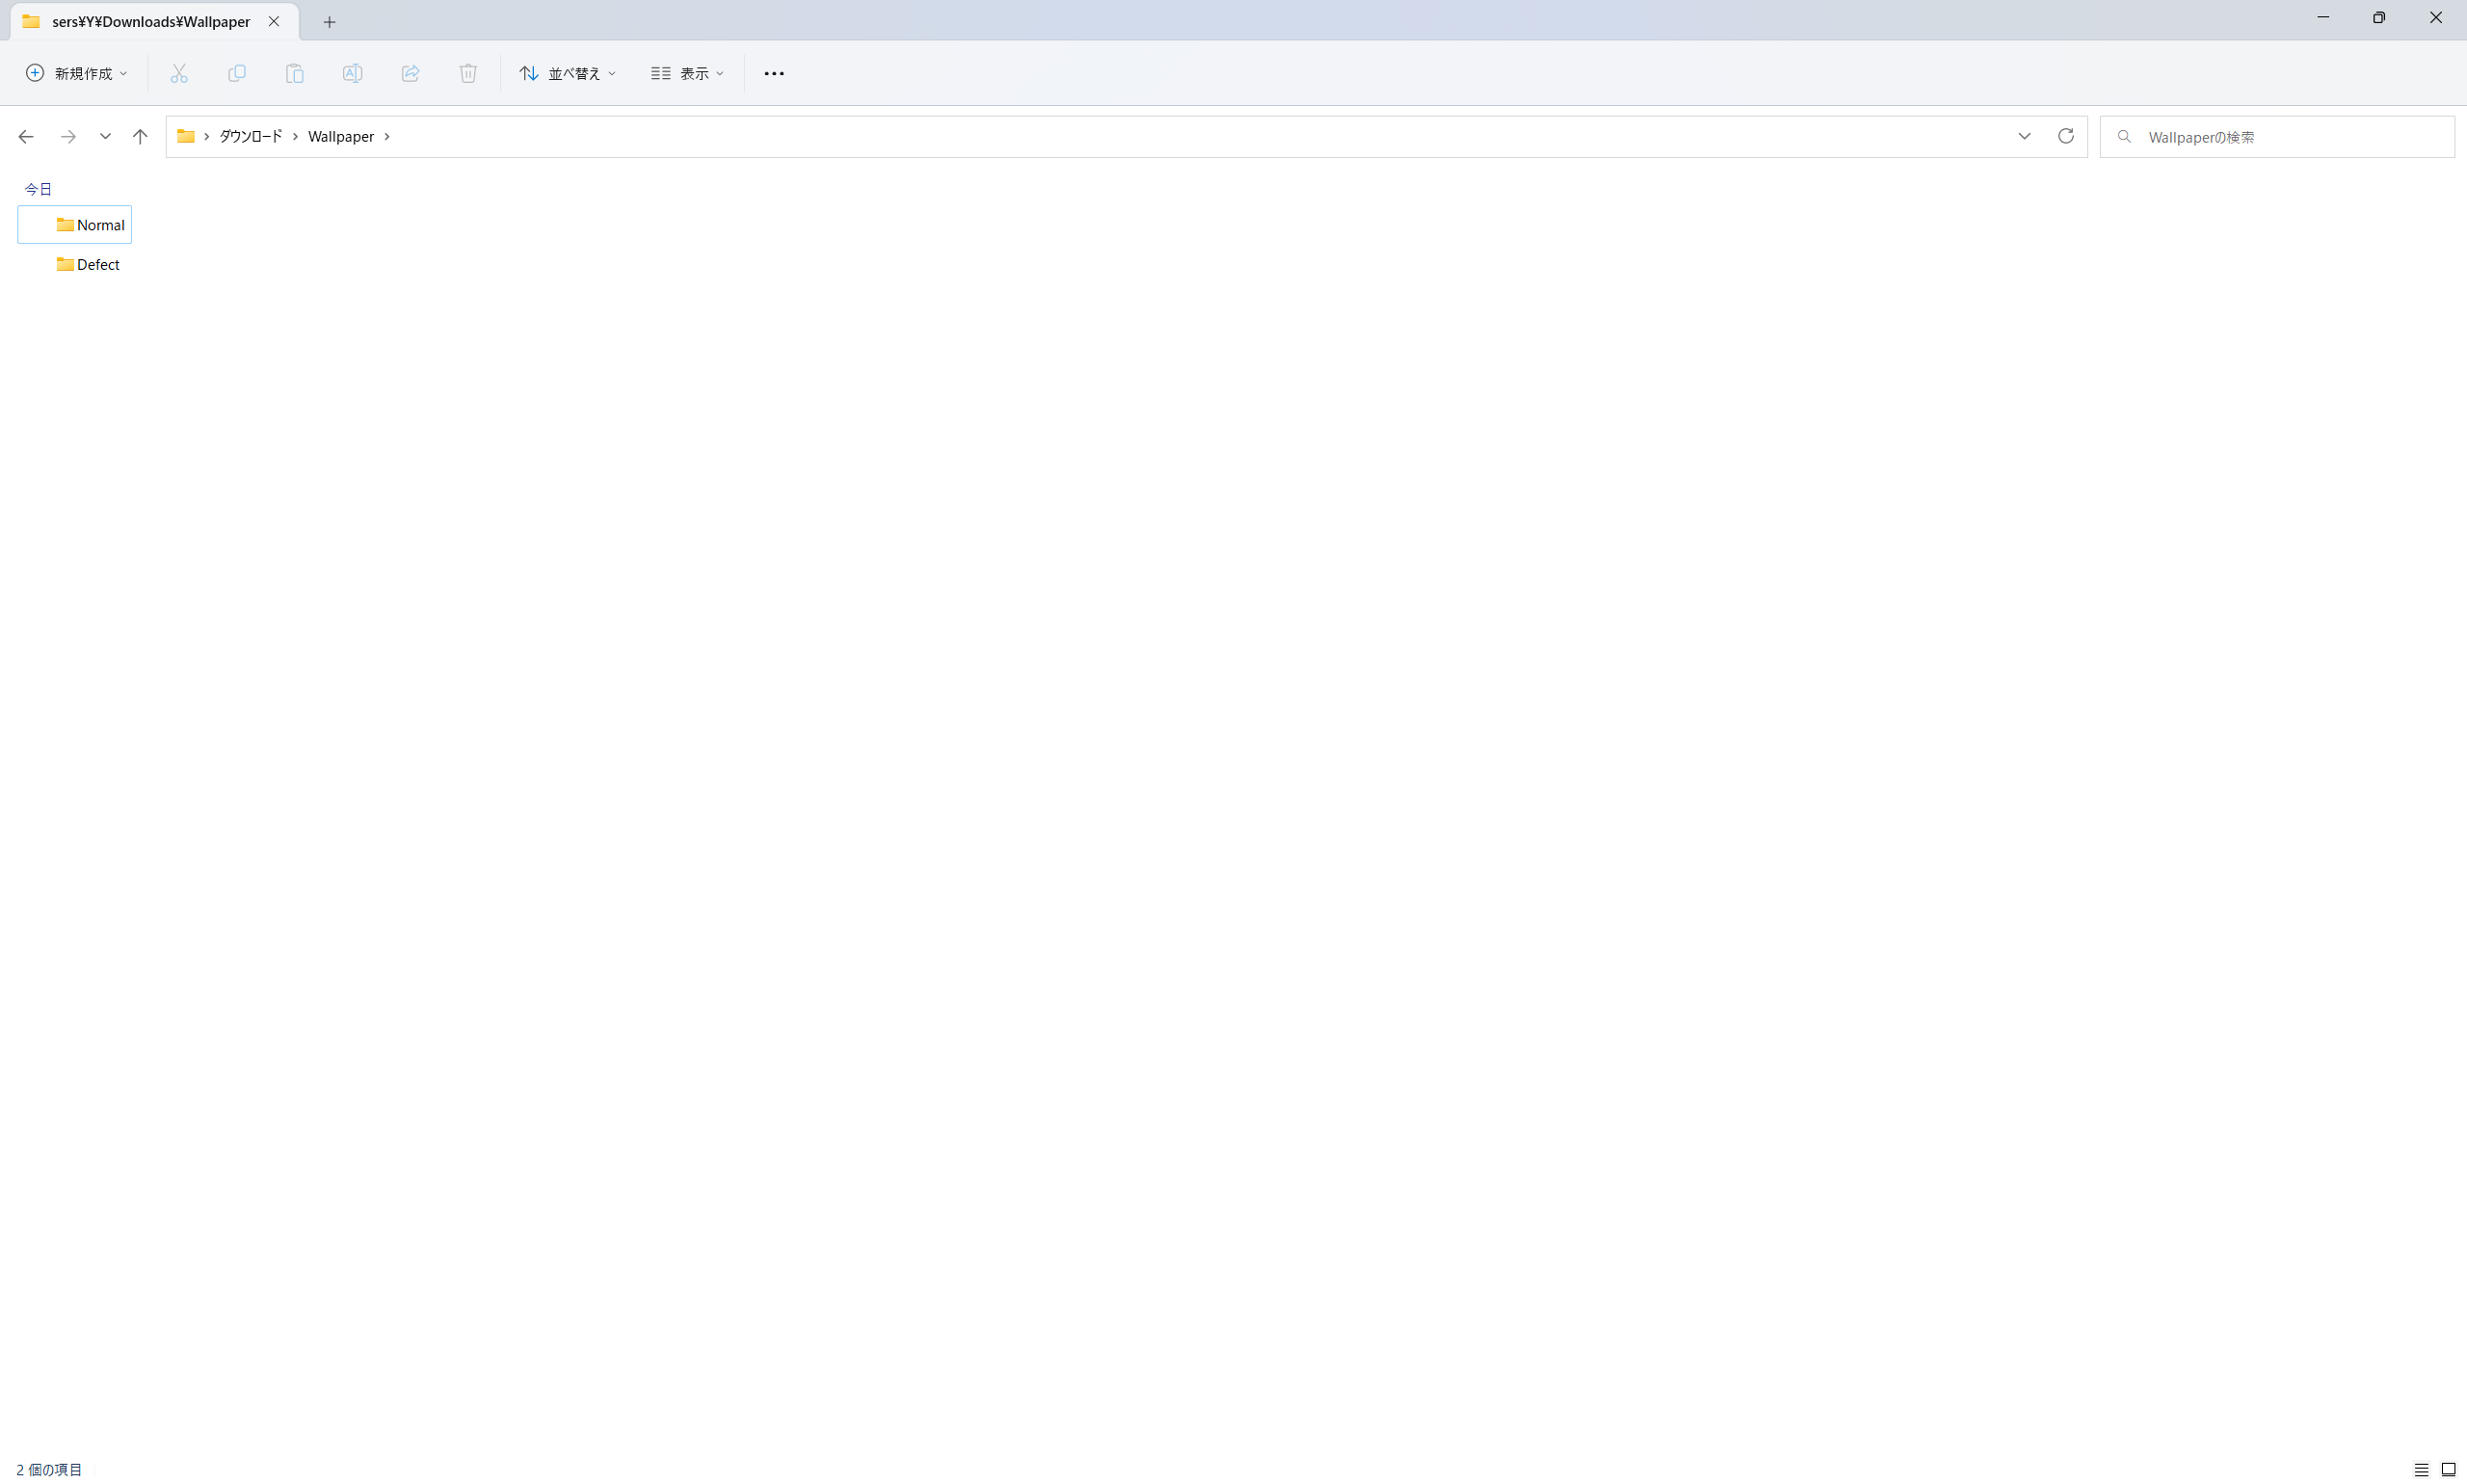 sers¥Y¥Downloads¥Wallpaper
新規作成
並べ替え
表示
ダウンロード
Wallpaper
Wallpaperの検索
今日
Normal
Defect
2 個の項目